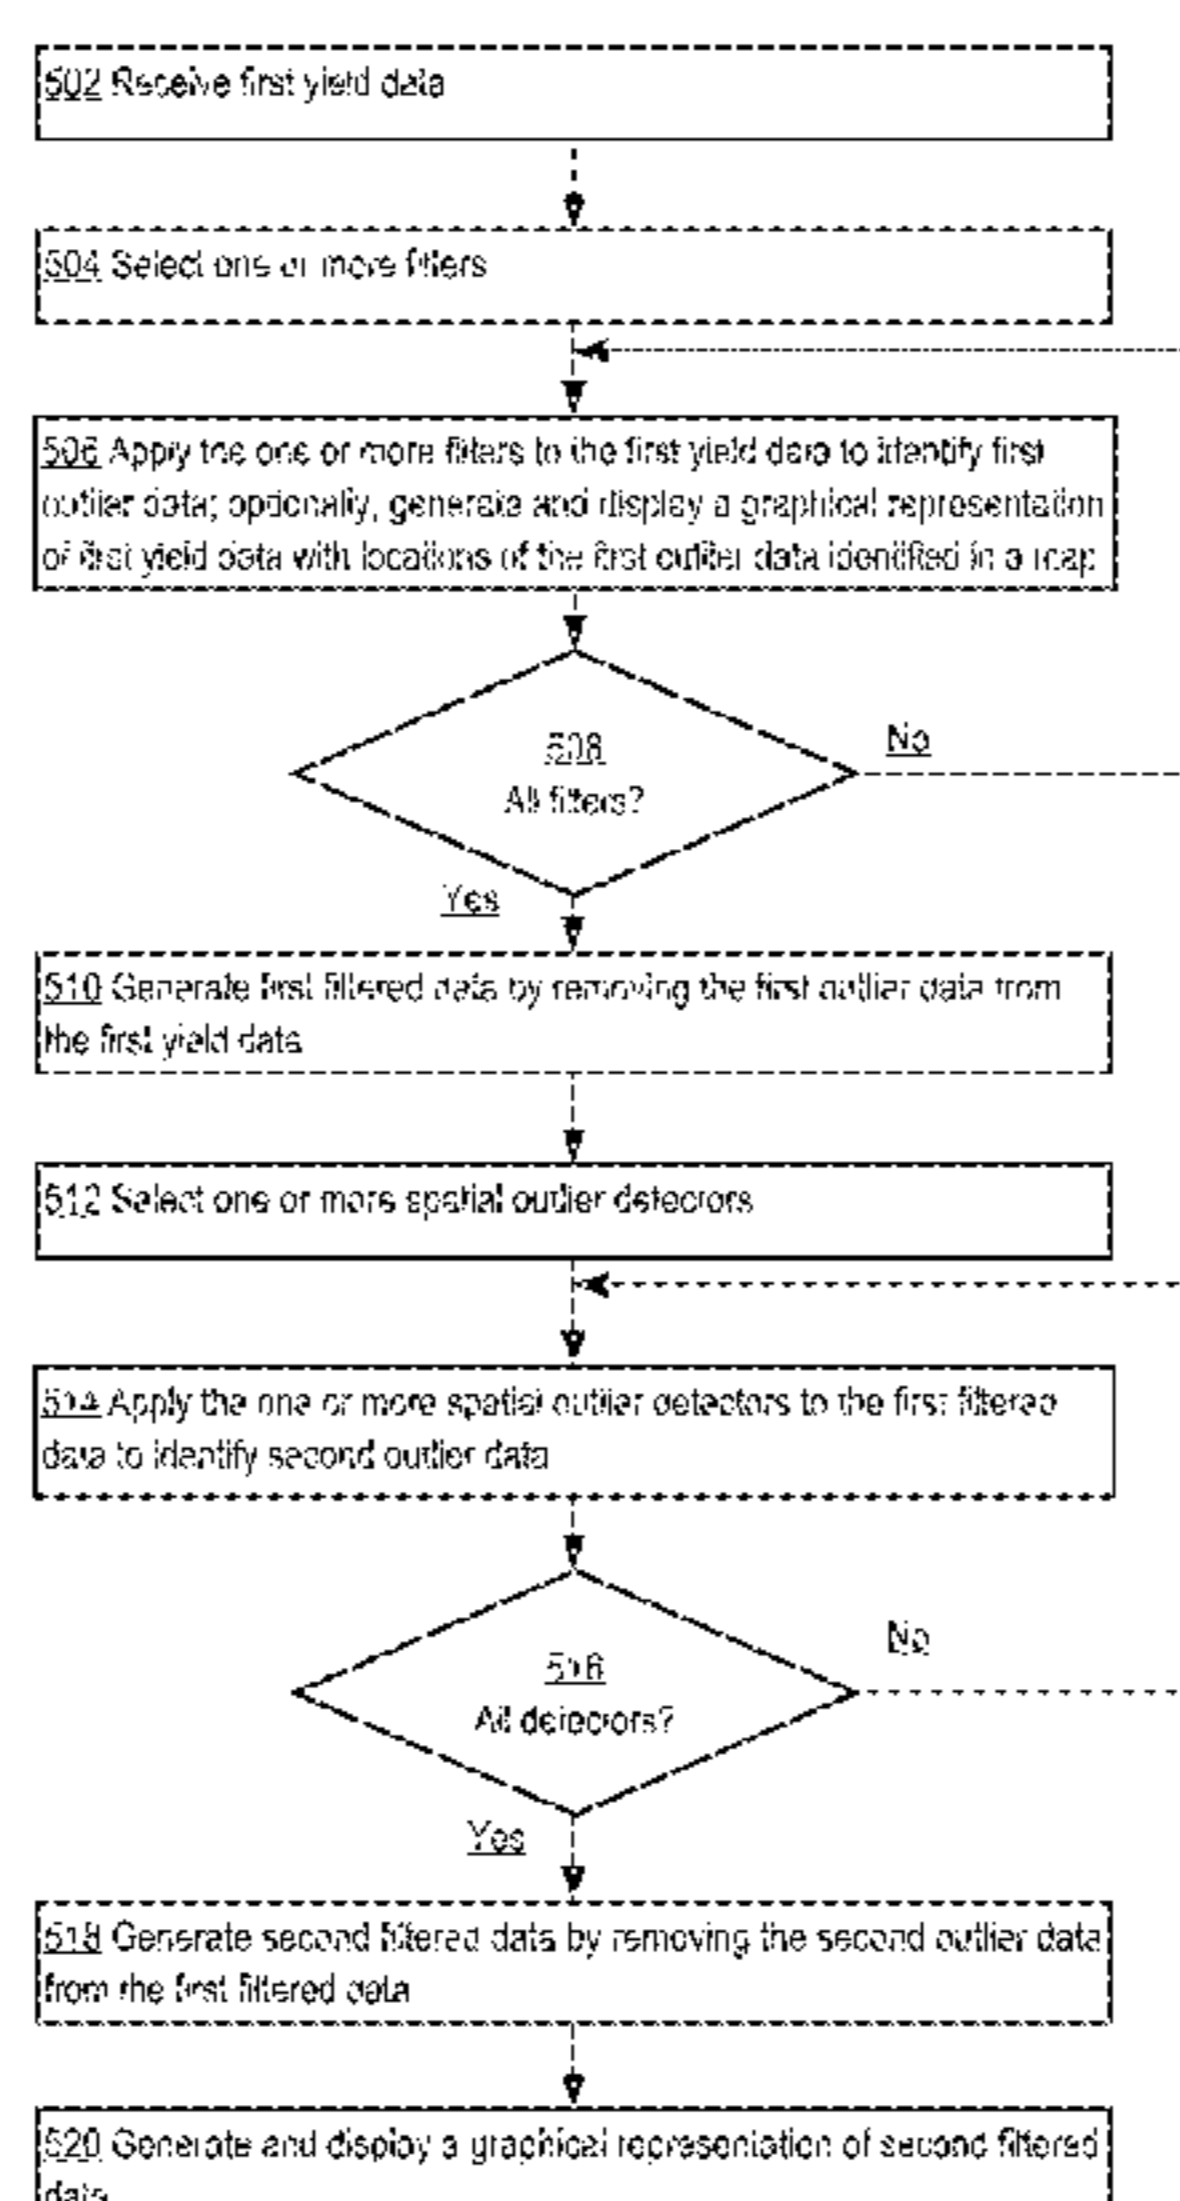 502 Receive first yield data
504 Select one or more filters
506 Apply the one or more filters to the first yield data to identify first
outlier data; optionally, generate and display a graphical representation
of first yield data with locations of the first outlier data identified in a map
508
All filters?
No
Yes
510 Generate first filtered data by removing the first outlier data from
the first yield data
512 Select one or more spatial outlier detectors
514 Apply the one or more spatial outlier detectors to the first filtered
data to identify second outlier data
516
All detectors?
No
Yes
518 Generate second filtered data by removing the second outlier data
from the first filtered data
520 Generate and display a graphical representation of second filtered
data